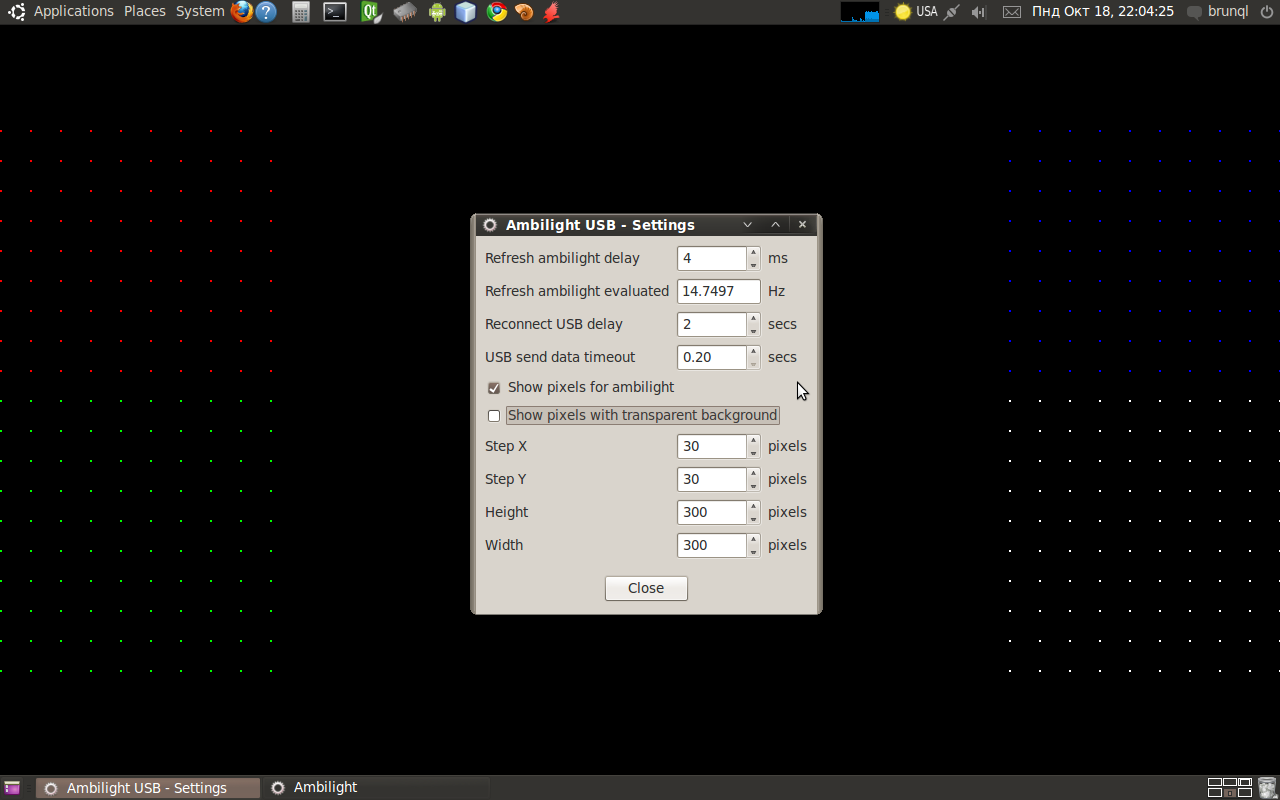 Applications Places System USA Пнд Окт 18, 22:04:25 brunql
Ambilight USB - Settings
Refresh ambilight delay 4 ms
Refresh ambilight evaluated 14.7497 Hz
Reconnect USB delay 2 secs
USB send data timeout 0.20 secs
Show pixels for ambilight
Show pixels with transparent background
Step X 30 pixels
Step Y 30 pixels
Height 300 pixels
Width 300 pixels
Close
Ambilight USB - Settings Ambilight